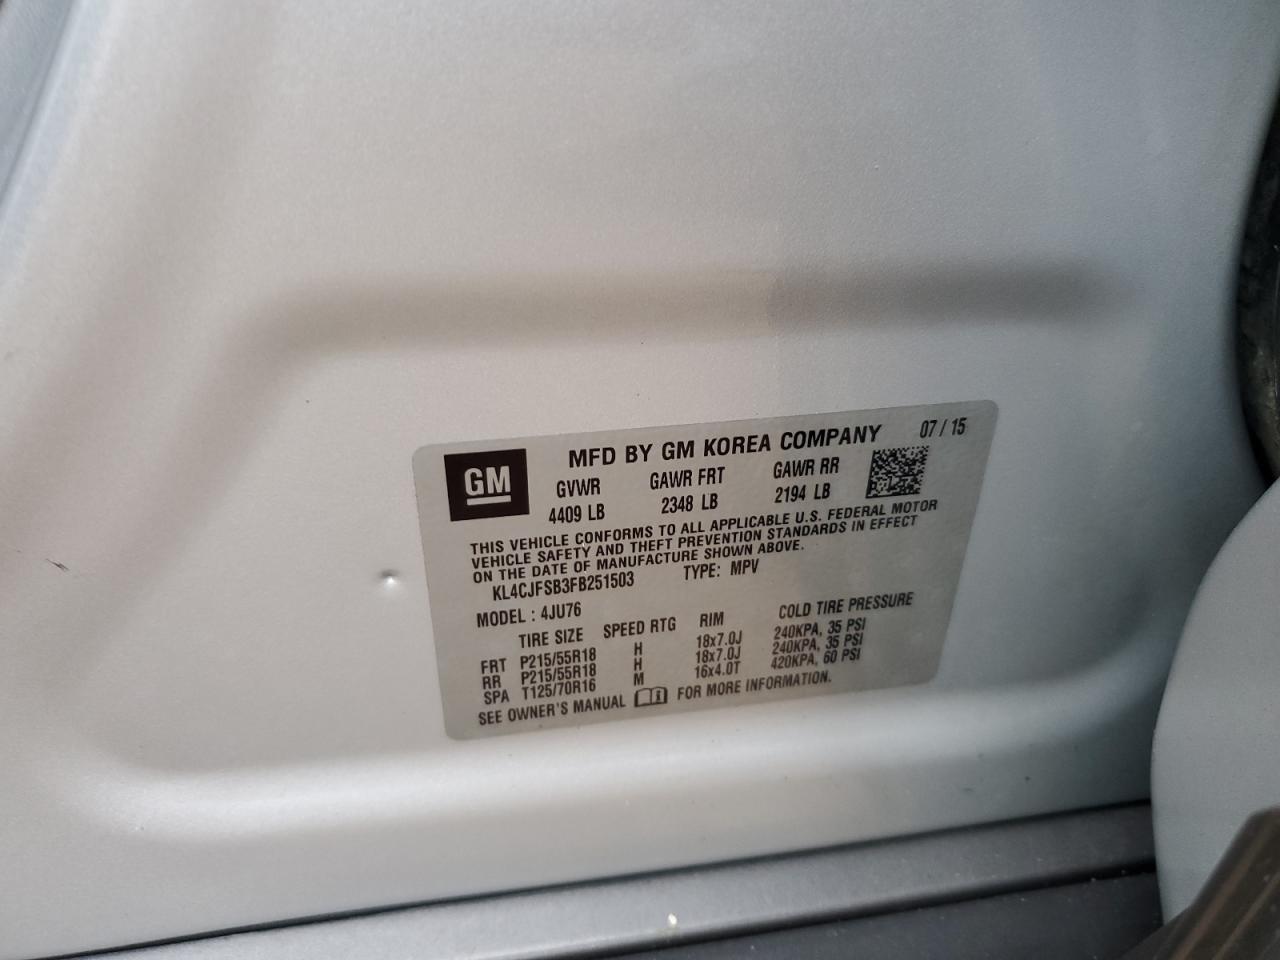 GM
MFD BY GM KOREA COMPANY 07 / 15
GVWR GAWR FRT GAWR RR
4409 LB 2348 LB 2194 LB
THIS VEHICLE CONFORMS TO ALL APPLICABLE U.S. FEDERAL MOTOR
VEHICLE SAFETY AND THEFT PREVENTION STANDARDS IN EFFECT
ON THE DATE OF MANUFACTURE SHOWN ABOVE.
KL4CJFSB3FB251503 TYPE: MPV
MODEL : 4JU76
TIRE SIZE SPEED RTG RIM COLD TIRE PRESSURE
FRT P215/55R18 H 18x7.0J 240KPA, 35 PSI
RR P215/55R18 H 18x7.0J 240KPA, 35 PSI
SPA T125/70R16 M 16x4.0T 420KPA, 60 PSI
SEE OWNER'S MANUAL FOR MORE INFORMATION.